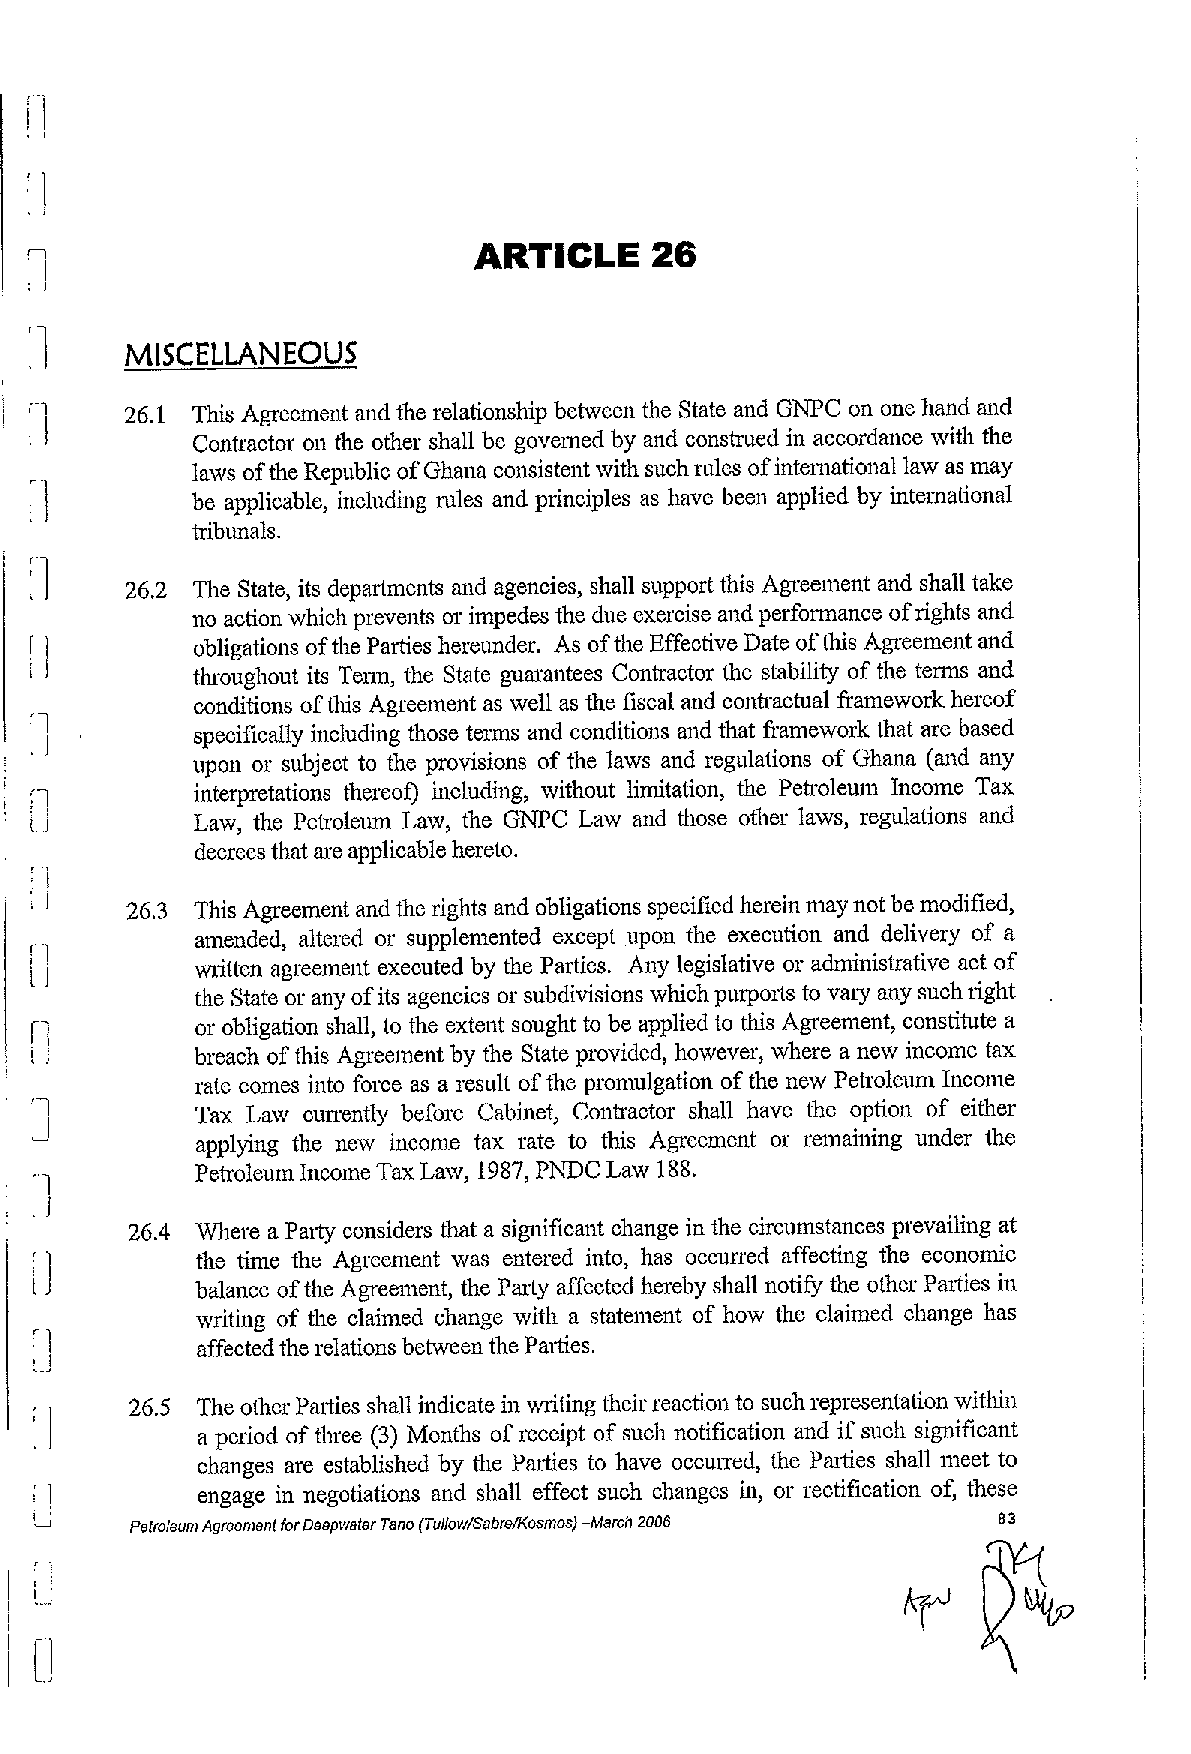 ARTICLE 26
MISCELLANEOUS
26.1 This Agreement and the relationship between the State and GNPC on one hand and
Contractor on the other shall be governed by and construed in accordance with the
laws of the Republic of Ghana consistent with such rules of international law as may
be applicable, including rules and principles as have been applied by international
tribunals.
26.2 The State, its departments and agencies, shall support this Agreement and shall take
no action which prevents or impedes the due exercise and performance of rights and
obligations of the Parties hereunder. As of the Effective Date of this Agreement and
throughout its Term, the State guarantees Contractor the stability of the terms and
conditions of this Agreement as well as the fiscal and contractual framework hereof
specifically including those terms and conditions and that framework that are based
upon or subject to the provisions of the laws and regulations of Ghana (and any
interpretations thereof) including, without limitation, the Petroleum Income Tax
Law, the Petroleum Law, the GNPC Law and those other laws, regulations and
decrees that are applicable hereto.
26.3 This Agreement and the rights and obligations specified herein may not be modified,
amended, altered or supplemented except upon the execution and delivery of a
written agreement executed by the Parties. Any legislative or administrative act of
the State or any of its agencies or subdivisions which purports to vary any such right
or obligation shall, to the extent sought to be applied to this Agreement, constitute a
breach of this Agreement by the State provided, however, where a new income tax
rate comes into force as a result of the promulgation of the new Petroleum Income
Tax Law currently before Cabinet, Contractor shall have the option of either
applying the new income tax rate to this Agreement or remaining under the
Petroleum Income Tax Law, 1987, PNDC Law 188.
26.4 Where a Party considers that a significant change in the circumstances prevailing at
the time the Agreement was entered into, has occurred affecting the economic
balance of the Agreement, the Party affected hereby shall notify the other Parties in
writing of the claimed change with a statement of how the claimed change has
affected the relations between the Parties.
26.5 The other Parties shall indicate in writing their reaction to such representation within
a period of three (3) Months of receipt of such notification and if such significant
changes are established by the Parties to have occurred, the Parties shall meet to
engage in negotiations and shall effect such changes in, or rectification of, these
Petroleum Agreement for Deepwater Tano (Tullow/Sabre/Kosmos) –March 2006 83